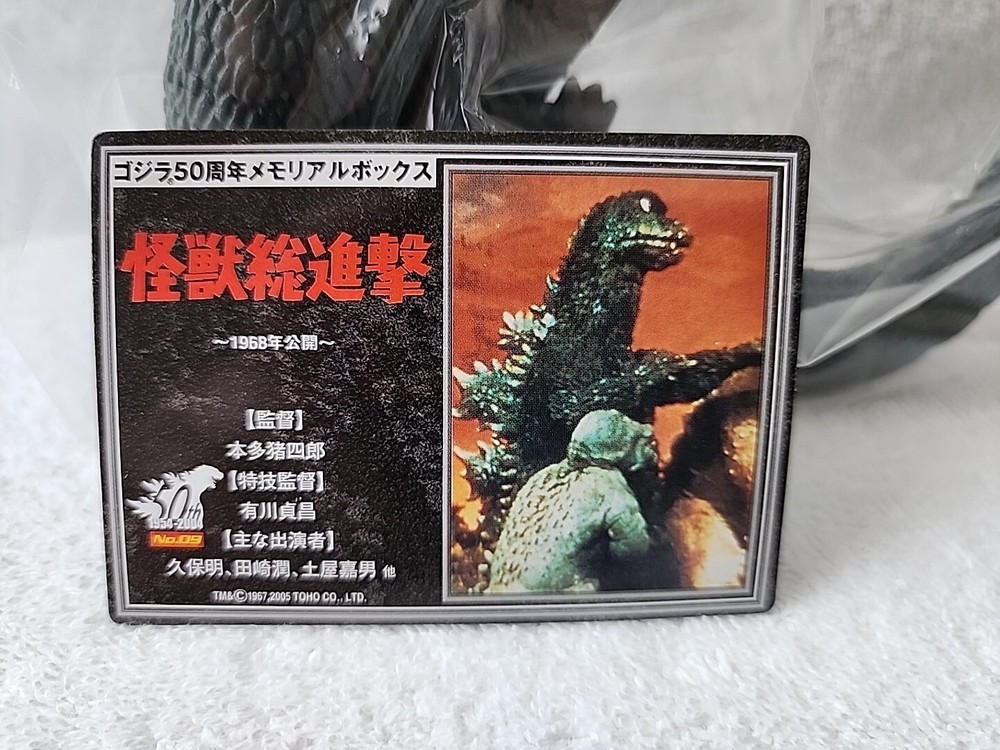 ゴジラ®50周年メモリアルボックス
怪獣総進撃
~1968年公開~
【監督】
本多猪四郎
【特技監督】
有川貞昌
【主な出演者】
久保明、田崎潤、土屋嘉男 他
50th
1954-2004
No.09
TM&©1967,2005 TOHO CO., LTD.